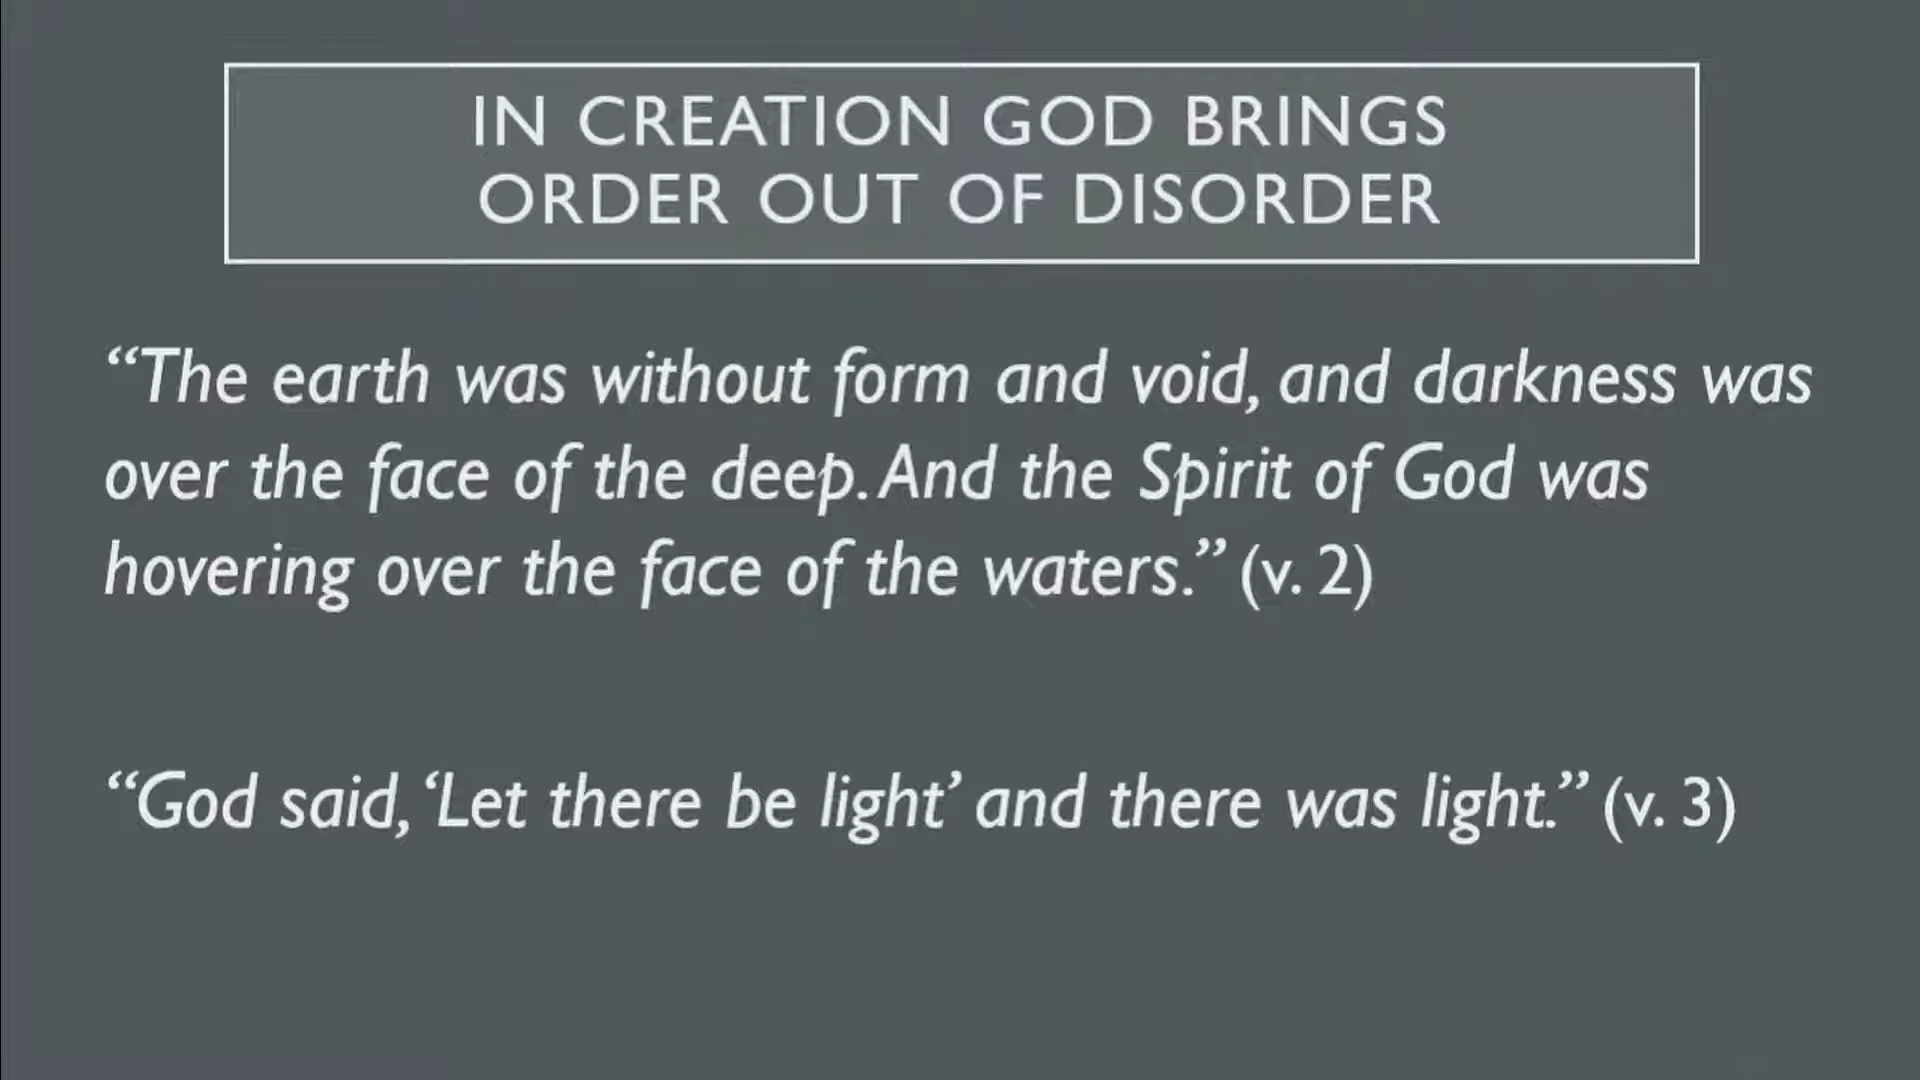 IN CREATION GOD BRINGS
ORDER OUT OF DISORDER
“The earth was without form and void, and darkness was
over the face of the deep. And the Spirit of God was
hovering over the face of the waters.” (v. 2)
“God said, ‘Let there be light’ and there was light.” (v. 3)